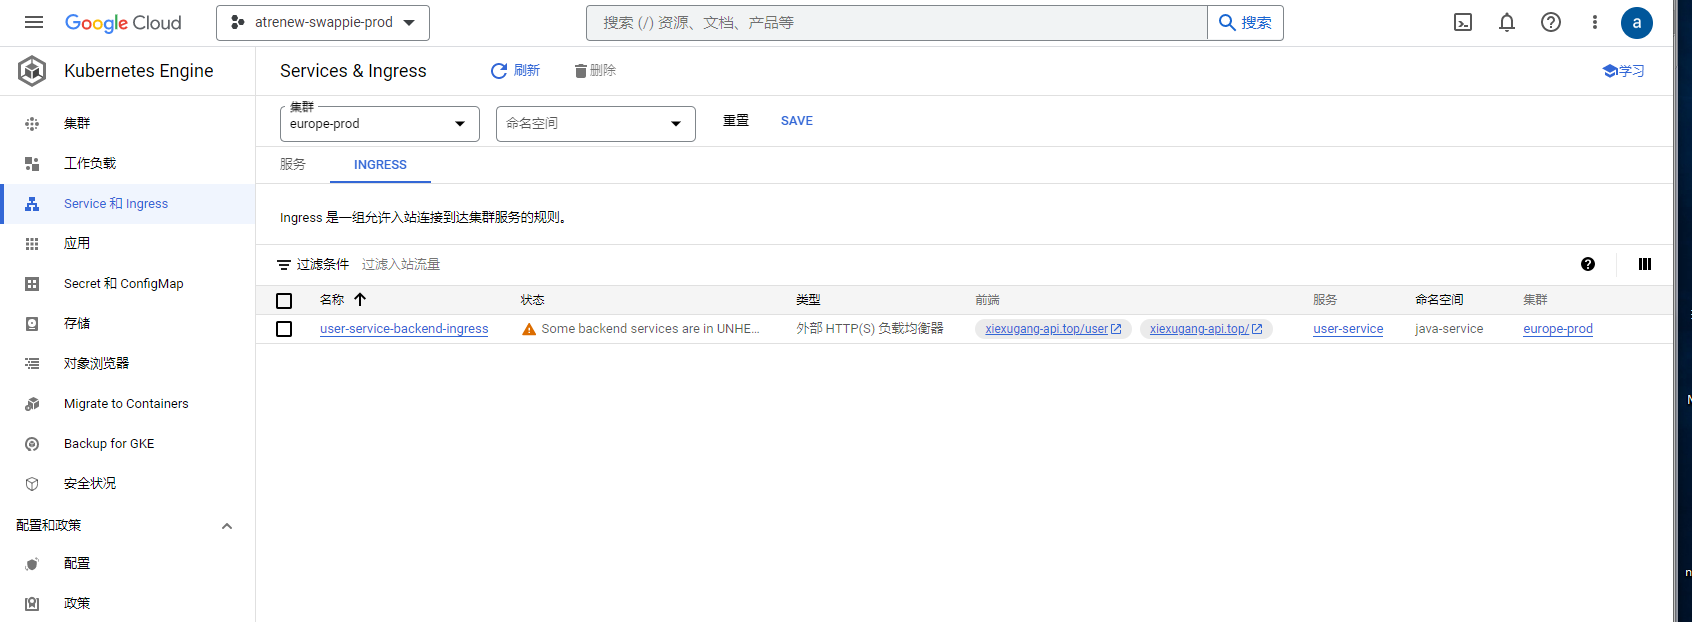 Google Cloud
atrenew-swappie-prod
搜索 (/) 资源、文档、产品等
搜索
a
Kubernetes Engine
Services & Ingress
刷新
删除
学习
集群
europe-prod
命名空间
重置
SAVE
服务
INGRESS
Ingress 是一组允许入站连接到达集群服务的规则。
过滤条件
过滤入站流量
名称
状态
类型
前端
服务
命名空间
集群
user-service-backend-ingress
Some backend services are in UNHE...
外部 HTTP(S) 负载均衡器
xiexugang-api.top/user
xiexugang-api.top/
user-service
java-service
europe-prod
集群
工作负载
Service 和 Ingress
应用
Secret 和 ConfigMap
存储
对象浏览器
Migrate to Containers
Backup for GKE
安全状况
配置和政策
配置
政策